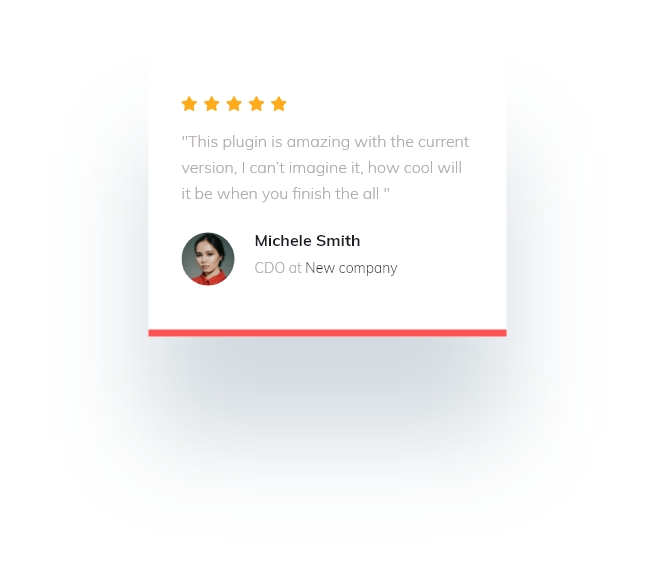 "This plugin is amazing with the current
version, I can't imagine it, how cool will
it be when you finish the all "
Michele Smith
CDO at New company